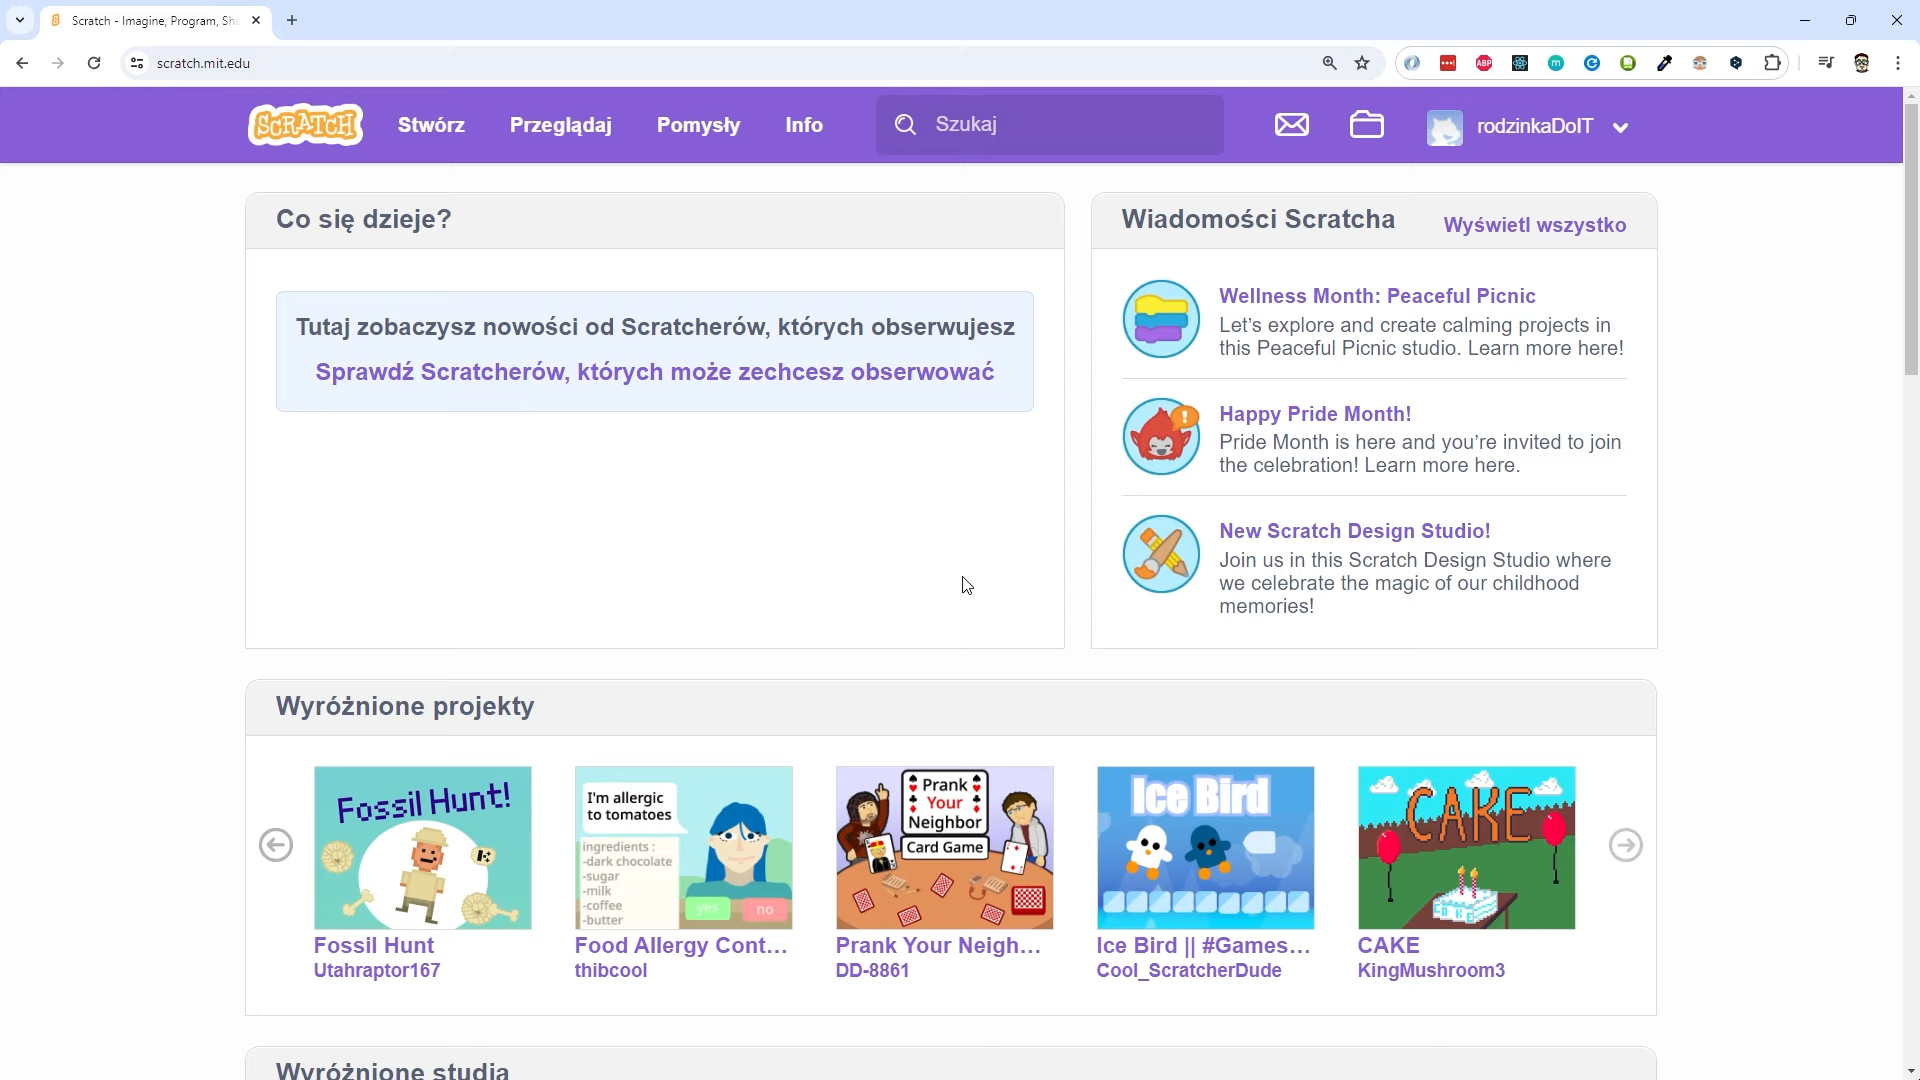 Scratch - Imagine, Program, Sha
scratch.mit.edu
ABP
SCRATCH
Stwórz
Przeglądaj
Pomysły
Info
Szukaj
rodzinkaDoIT
Co się dzieje?
Tutaj zobaczysz nowości od Scratcherów, których obserwujesz
Sprawdź Scratcherów, których może zechcesz obserwować
Wiadomości Scratcha
Wyświetl wszystko
Wellness Month: Peaceful Picnic
Let's explore and create calming projects in
this Peaceful Picnic studio. Learn more here!
Happy Pride Month!
Pride Month is here and you're invited to join
the celebration! Learn more here.
New Scratch Design Studio!
Join us in this Scratch Design Studio where
we celebrate the magic of our childhood
memories!
Wyróżnione projekty
Fossil Hunt!
I'm allergic
to tomatoes
ingredients :
-dark chocolate
-sugar
-milk
-coffee
-butter
yes
no
Prank
Your
Neighbor
Card Game
Ice Bird
CAKE
CAKE
Fossil Hunt
Utahraptor167
Food Allergy Cont...
thibcool
Prank Your Neigh...
DD-8861
Ice Bird || #Games...
Cool_ScratcherDude
CAKE
KingMushroom3
Wyróżnione studia